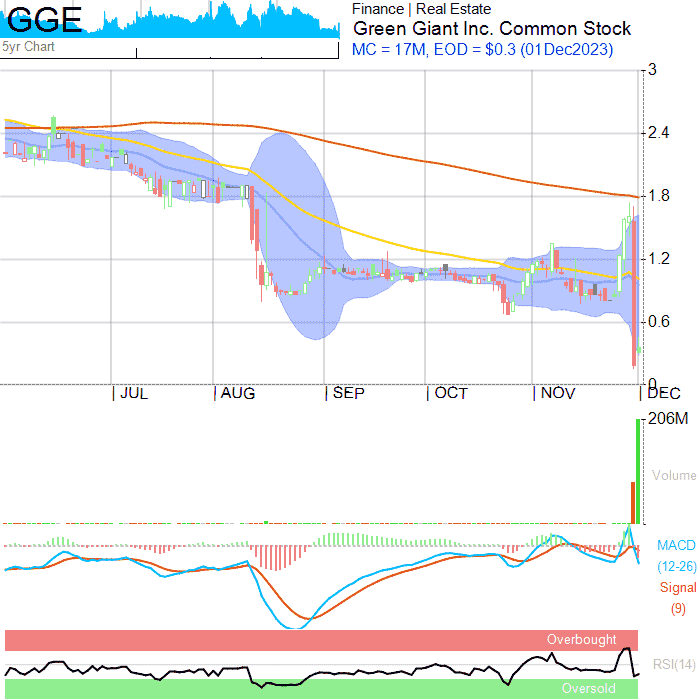 GGE
5yr Chart
Finance | Real Estate
Green Giant Inc. Common Stock
MC = 17M, EOD = $0.3 (01Dec2023)
3
2.4
1.8
1.2
0.6
0
JUL
AUG
SEP
OCT
NOV
DEC
206M
Volume
MACD
(12-26)
Signal
(9)
Overbought
RSI(14)
Oversold